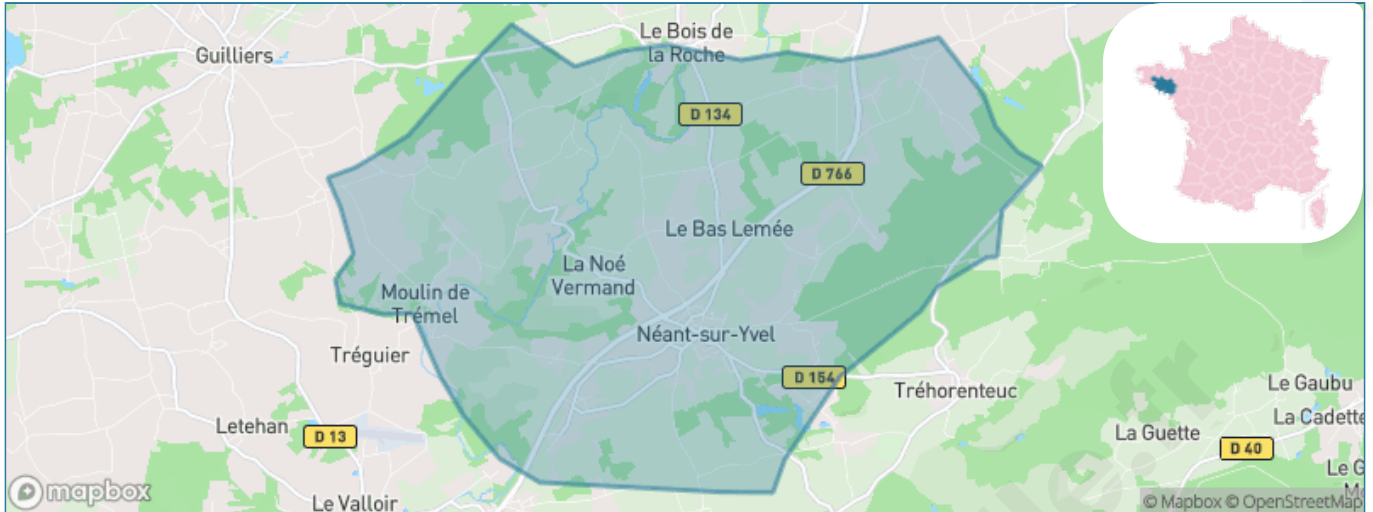 Le Bois de
la Roche
Guilliers
D 134
D 766
Le Bas Lemée
La Noé
Vermand
Moulin de
Trémel
Néant-sur-Yvel
Tréguier
D 154
Tréhorenteuc
Le Gaubu
La Cadette
Letehan
D 13
La Guette
D 40
Le G
Le Valloir
mapbox
© Mapbox © OpenStreetMap